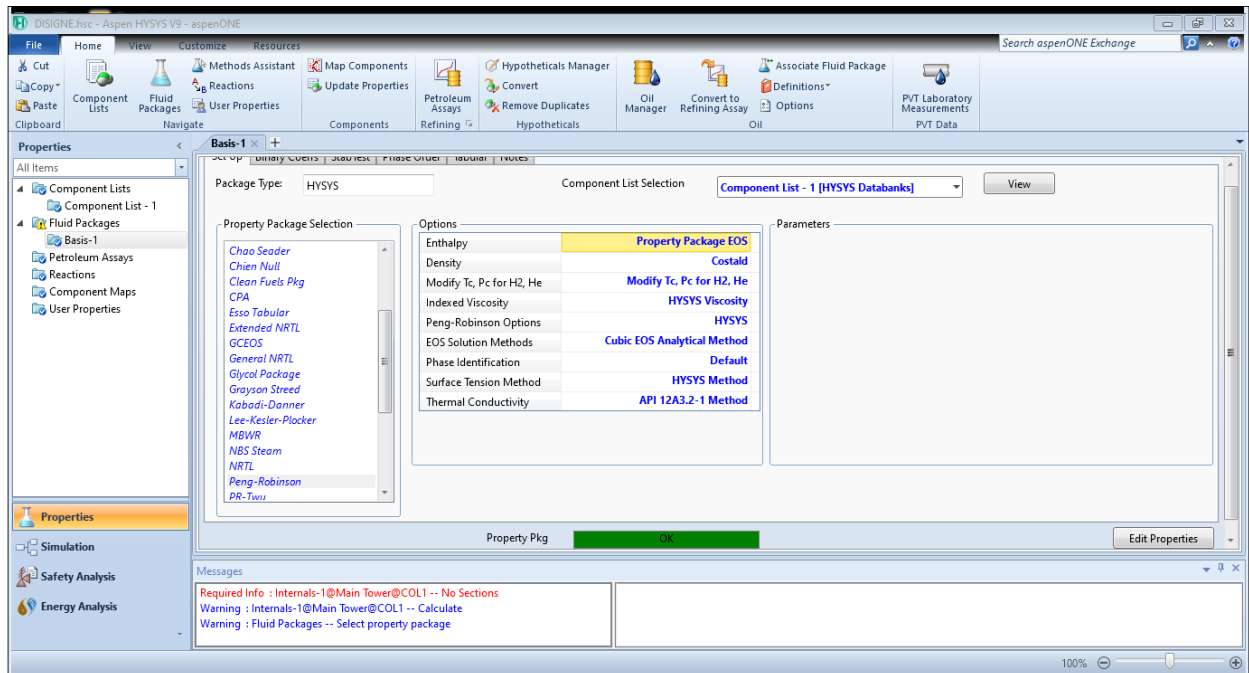 DISIGNE.hsc - Aspen HYSYS V9 - aspenONE
File Home View Customize Resources Search aspenONE Exchange
Cut
Copy
Paste
Clipboard
Component Lists
Fluid Packages
Methods Assistant
Reactions
User Properties
Navigate
Map Components
Update Properties
Components
Petroleum Assays
Refining
Hypotheticals Manager
Convert
Remove Duplicates
Hypotheticals
Oil Manager
Convert to Refining Assay
Associate Fluid Package
Definitions
Options
Oil
PVT Laboratory Measurements
PVT Data
Properties
All Items
Component Lists
Component List - 1
Fluid Packages
Basis-1
Petroleum Assays
Reactions
Component Maps
User Properties
Properties
Simulation
Safety Analysis
Energy Analysis
Basis-1
Set Up Binary Coeffs StabTest Phase Order Tabular Notes
Package Type: HYSYS Component List Selection Component List - 1 [HYSYS Databanks] View
Property Package Selection
Chao Seader
Chien Null
Clean Fuels Pkg
CPA
Esso Tabular
Extended NRTL
GCEOS
General NRTL
Glycol Package
Grayson Streed
Kabadi-Danner
Lee-Kesler-Plocker
MBWR
NBS Steam
NRTL
Peng-Robinson
PR-Twu
Options
Enthalpy Property Package EOS
Density Costald
Modify Tc, Pc for H2, He Modify Tc, Pc for H2, He
Indexed Viscosity HYSYS Viscosity
Peng-Robinson Options HYSYS
EOS Solution Methods Cubic EOS Analytical Method
Phase Identification Default
Surface Tension Method HYSYS Method
Thermal Conductivity API 12A3.2-1 Method
Parameters
Property Pkg OK Edit Properties
Messages
Required Info : Internals-1@Main Tower@COL1 -- No Sections
Warning : Internals-1@Main Tower@COL1 -- Calculate
Warning : Fluid Packages -- Select property package
100%